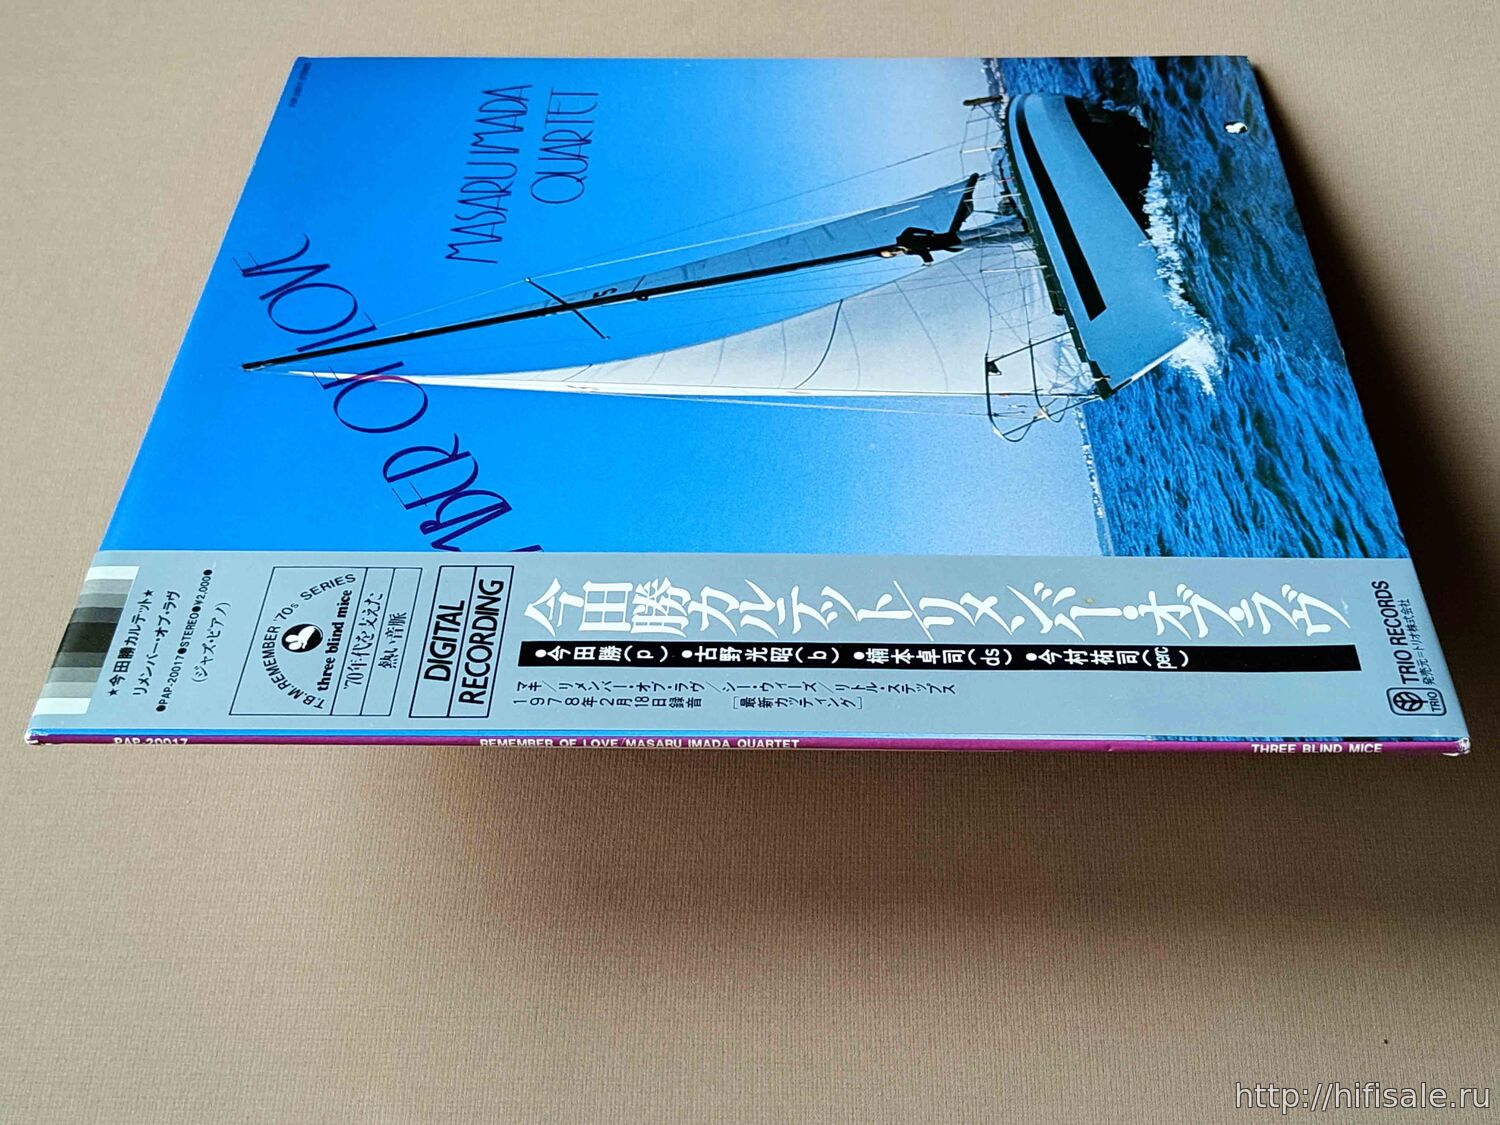 MASARU IMADA
QUARTET
BER OF LOVE
★今田勝カルテット★
リメンバー・オブ・ラヴ
●PAP-20017●STEREO●¥2,000●
(ジャズ・ピアノ)
T.B.M. REMEMBER '70s SERIES
three blind mice
'70年代を支えた
熱い音脈
DIGITAL
RECORDING
今田勝カルテット/リメンバー・オブ・ラヴ
●今田勝(p) ●古野光昭(b) ●楠本卓司(ds) ●今村祐司(perc)
マキ/リメンバー・オブ・ラヴ/シー・ウィーズ/リトル・ステップス
1978年2月18日録音 [最新カッティング]
TRIO
TRIO RECORDS
発売元=トリオ株式会社
PAP-20017 REMEMBER OF LOVE/MASARU IMADA QUARTET THREE BLIND MICE
5
http://hifisale.ru